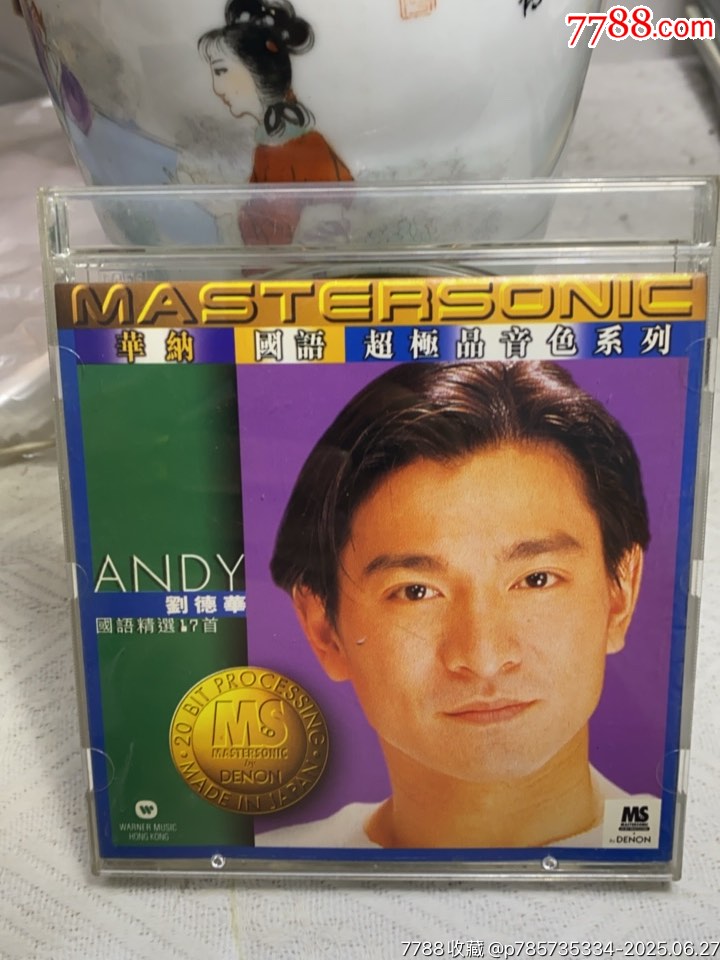 7788.com
MASTERSONIC
華納 國語 超極品音色系列
ANDY
劉德華
國語精選17首
20 BIT PROCESSING
MS
MASTERSONIC
by
DENON
MADE IN JAPAN
WARNER MUSIC
HONG KONG
MS
MASTERSONIC
by DENON
7788收藏@p785735334-2025.06.27